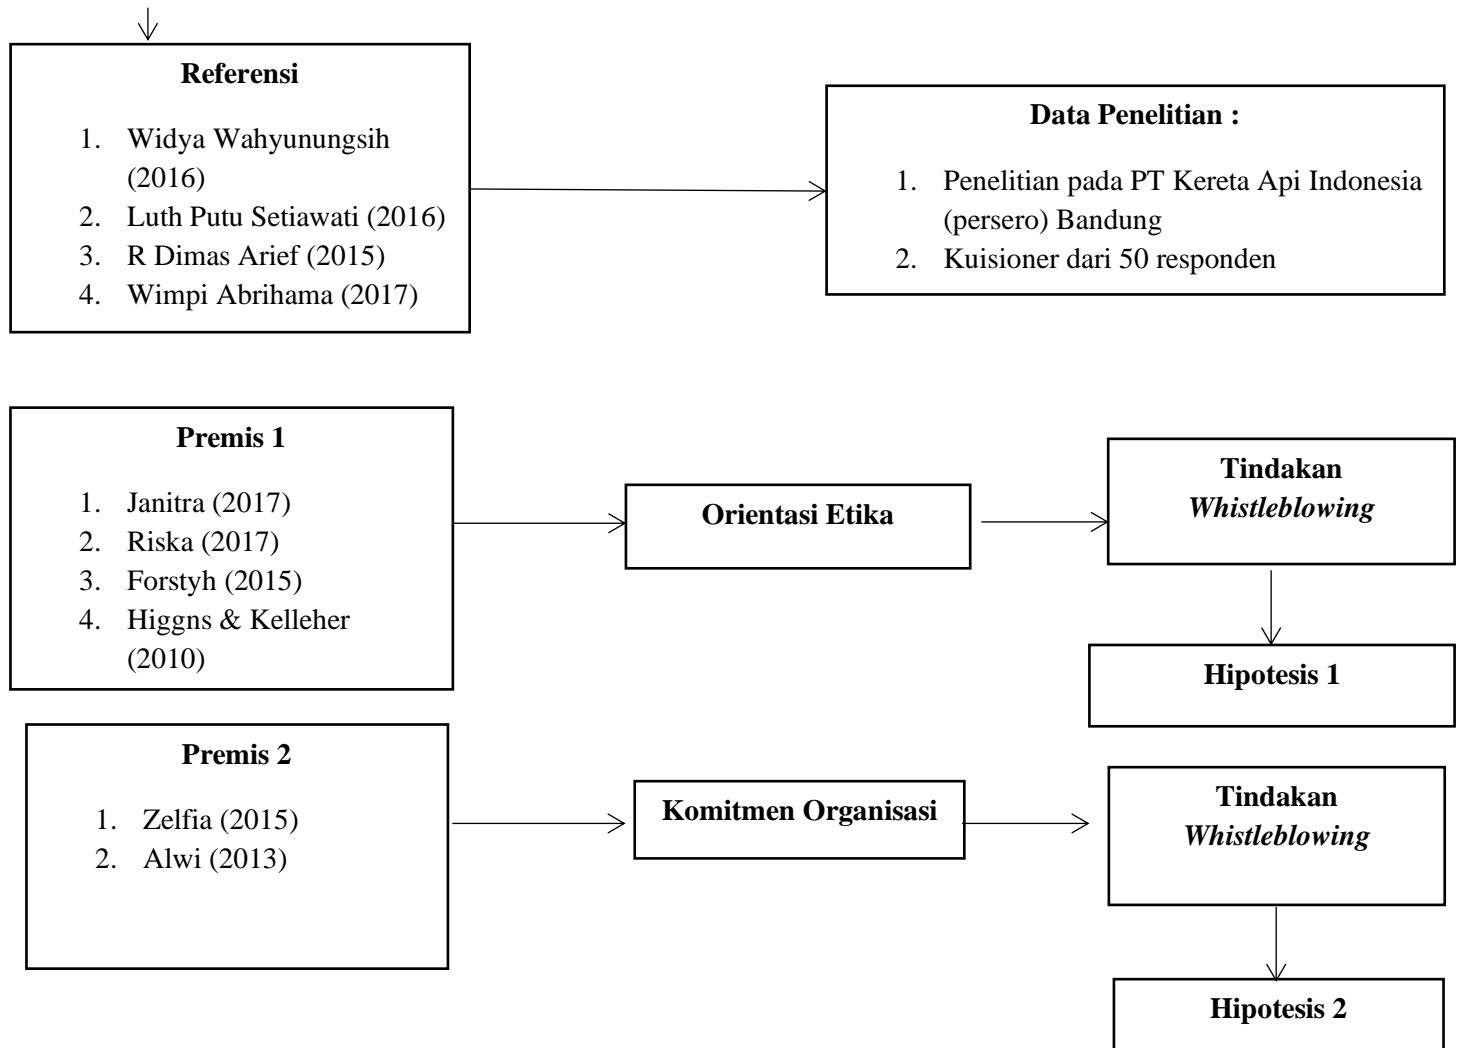 Referensi
1. Widya Wahyunungsih
(2016)
2. Luth Putu Setiawati (2016)
3. R Dimas Arief (2015)
4. Wimpi Abrihama (2017)
Data Penelitian :
1. Penelitian pada PT Kereta Api Indonesia
(persero) Bandung
2. Kuisioner dari 50 responden
Premis 1
1. Janitra (2017)
2. Riska (2017)
3. Forstyh (2015)
4. Higgns & Kelleher
(2010)
Orientasi Etika
Tindakan
Whistleblowing
Hipotesis 1
Premis 2
1. Zelfia (2015)
2. Alwi (2013)
Komitmen Organisasi
Tindakan
Whistleblowing
Hipotesis 2